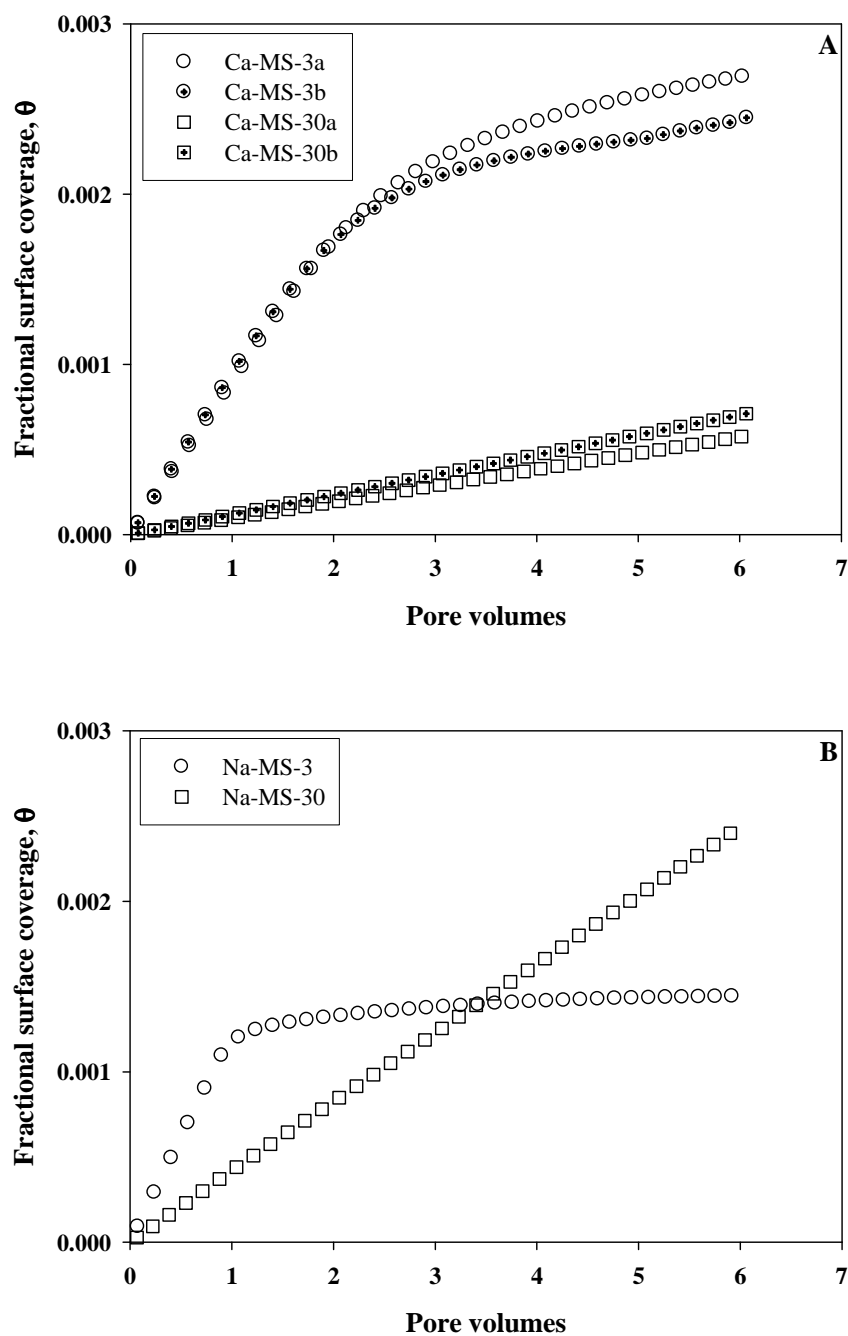 A
Ca-MS-3a
Ca-MS-3b
Ca-MS-30a
Ca-MS-30b
0.003
0.002
0.001
0.000
Fractional surface coverage, θ
0 1 2 3 4 5 6 7
Pore volumes
B
Na-MS-3
Na-MS-30
0.003
0.002
0.001
0.000
Fractional surface coverage, θ
0 1 2 3 4 5 6 7
Pore volumes